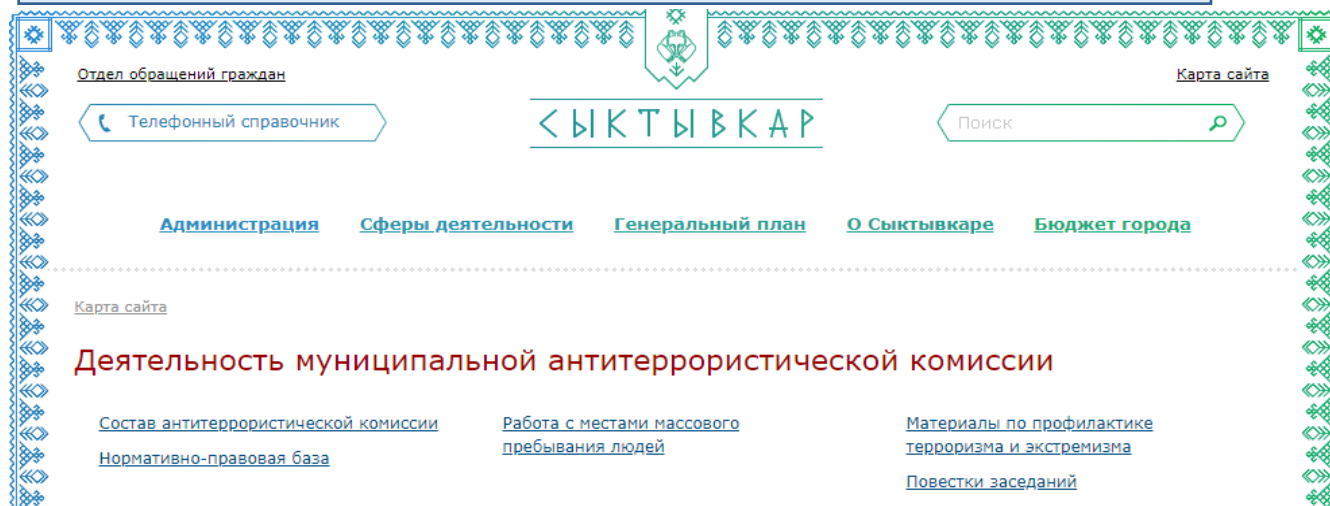 Отдел обращений граждан
Карта сайта
Телефонный справочник
СЫКТЫВКАР
Поиск
Администрация Сферы деятельности Генеральный план О Сыктывкаре Бюджет города
Карта сайта
Деятельность муниципальной антитеррористической комиссии
Состав антитеррористической комиссии
Нормативно-правовая база
Работа с местами массового
пребывания людей
Материалы по профилактике
терроризма и экстремизма
Повестки заседаний